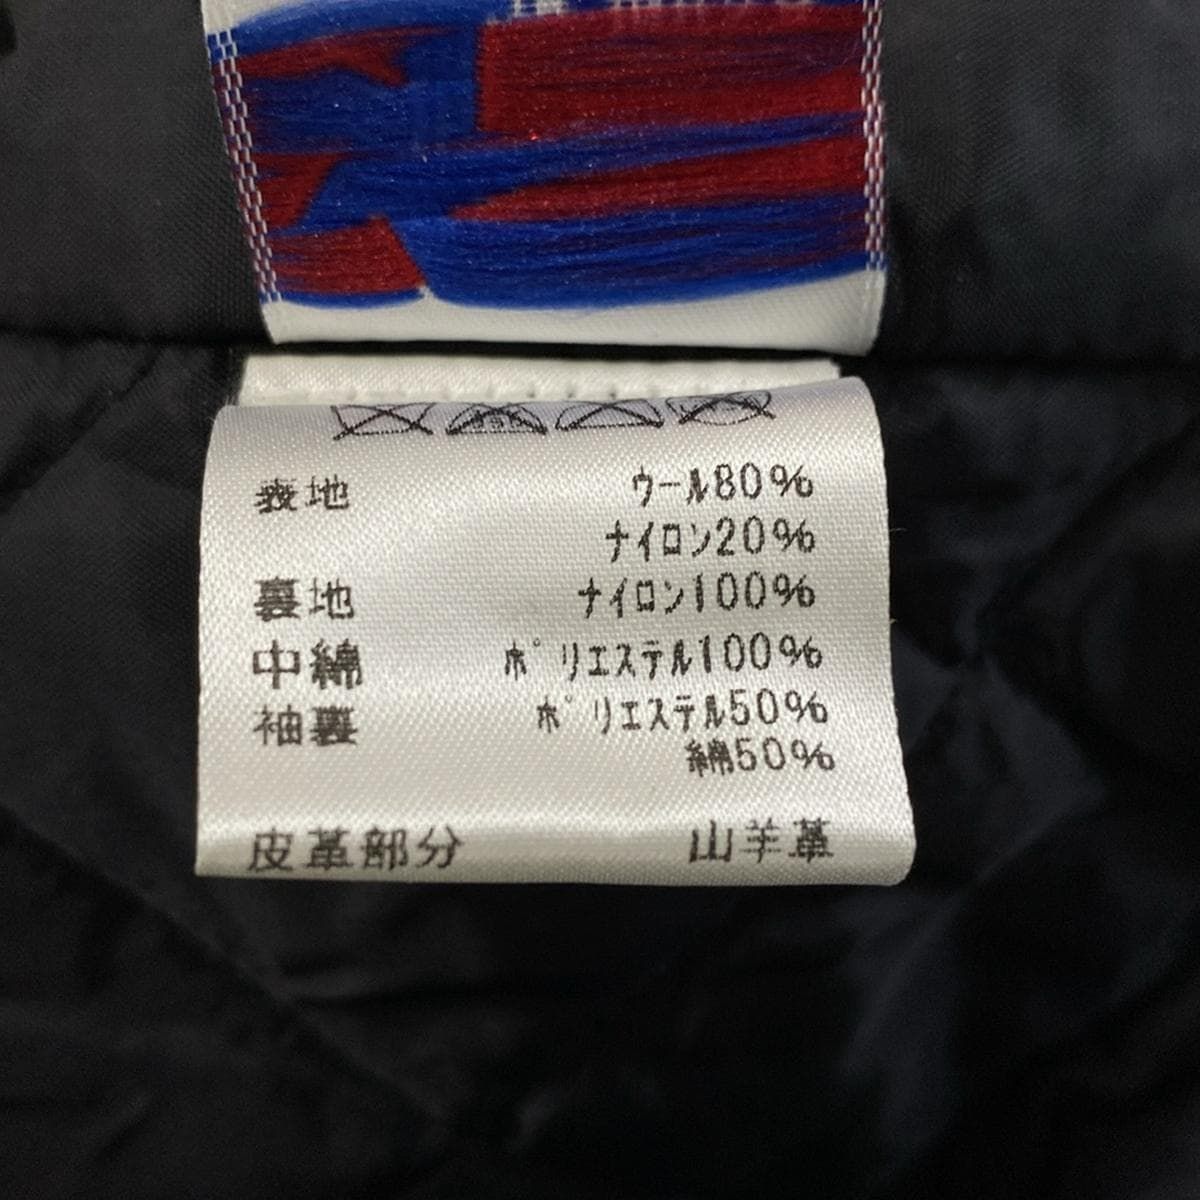 表地 ウール80%
ナイロン20%
裏地 ナイロン100%
中綿 ポリエステル100%
袖裏 ポリエステル50%
綿50%
皮革部分 山羊革